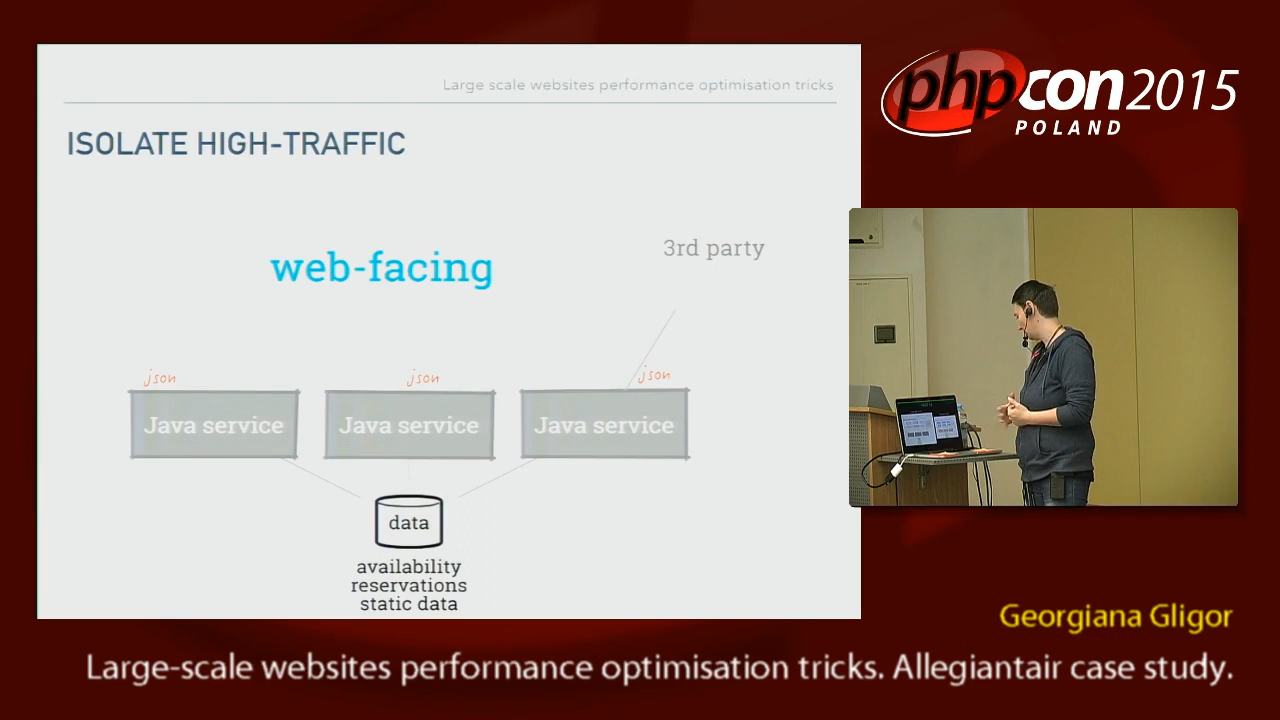 Large scale websites performance optimisation tricks
ISOLATE HIGH-TRAFFIC
web-facing
3rd party
json
json
json
Java service
Java service
Java service
data
availability
reservations
static data
phpcon2015
POLAND
Georgiana Gligor
Large-scale websites performance optimisation tricks. Allegiantair case study.